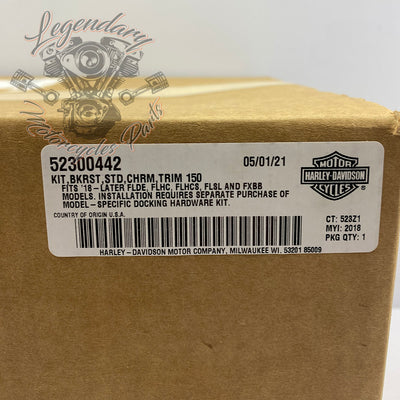 Legendary
Motorcycles Parts
52300442 05/01/21
KIT,BKRST,STD,CHRM,TRIM 150
FITS '18-LATER FLDE, FLHC, FLHCS, FLSL AND FXBB
MODELS. INSTALLATION REQUIRES SEPARATE PURCHASE OF
MODEL-SPECIFIC DOCKING HARDWARE KIT.
COUNTRY OF ORIGIN U.S.A.
MOTOR
HARLEY-DAVIDSON
CYCLES
CT: 528Z1
MYI: 2018
PKG QTY: 1
HARLEY-DAVIDSON MOTOR COMPANY, MILWAUKEE WI. 53201 85009